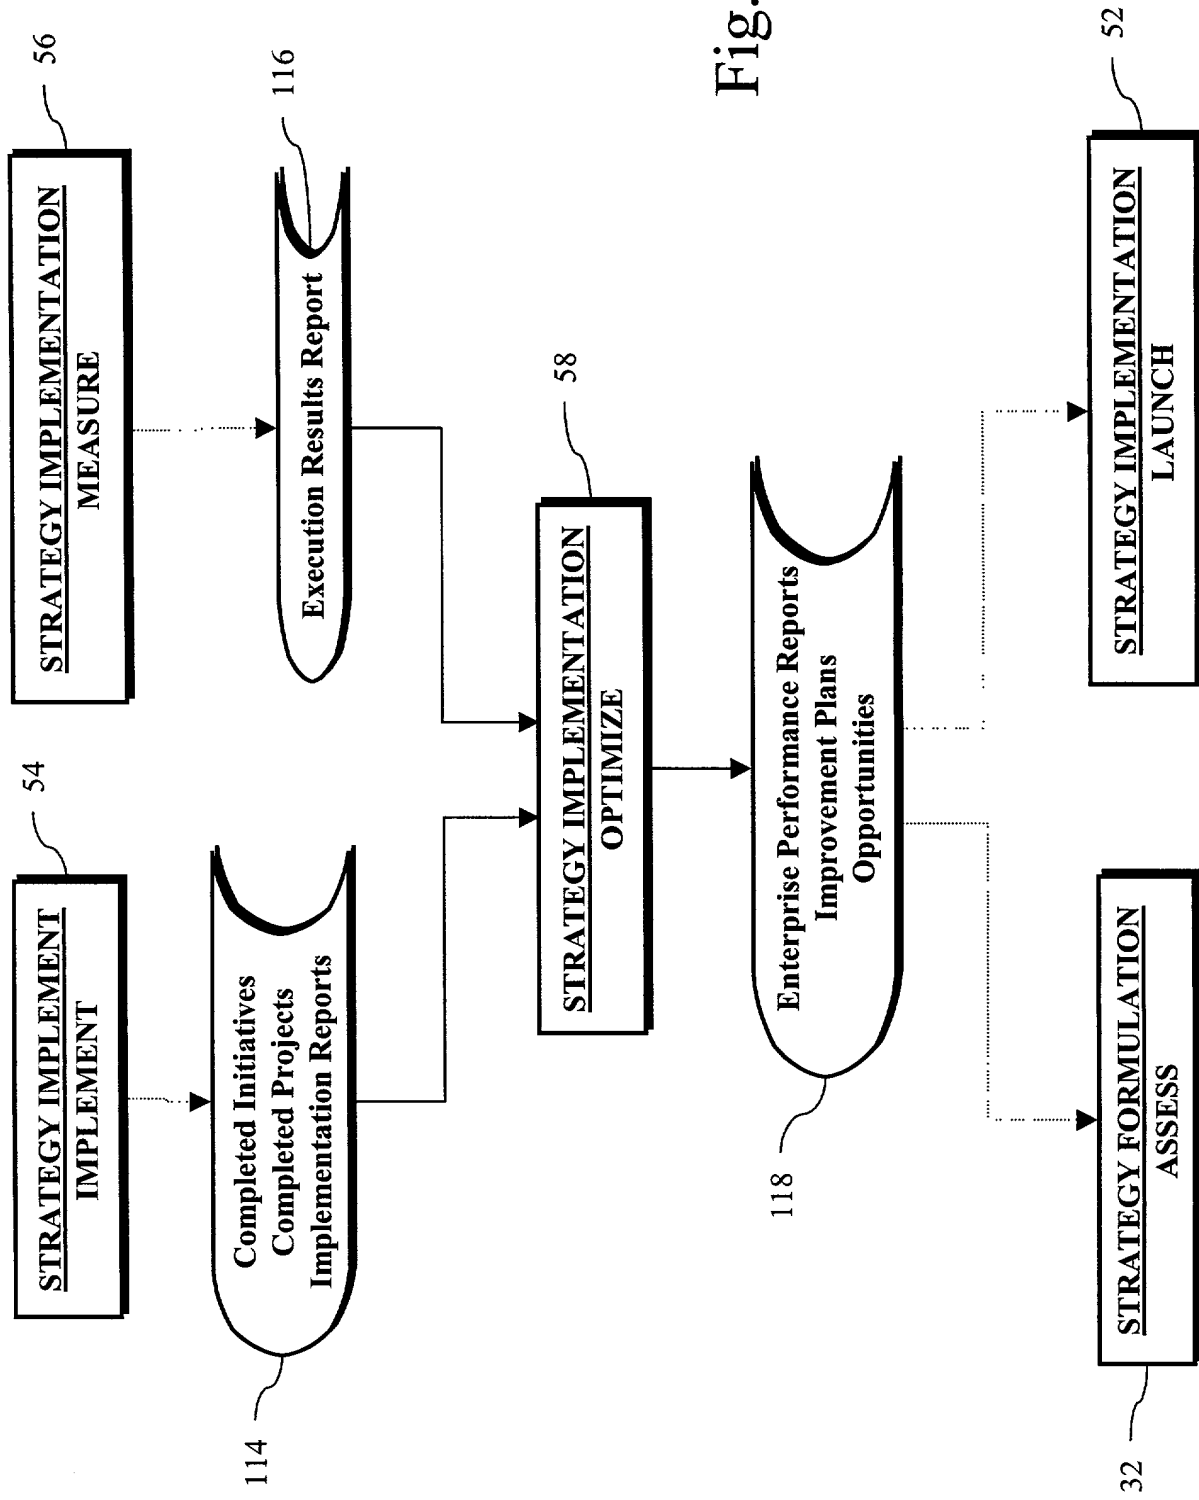 54
STRATEGY IMPLEMENT
IMPLEMENT
56
STRATEGY IMPLEMENTATION
MEASURE
114
Completed Initiatives
Completed Projects
Implementation Reports
116
Execution Results Report
58
STRATEGY IMPLEMENTATION
OPTIMIZE
118
Enterprise Performance Reports
Improvement Plans
Opportunities
Fig.
32
STRATEGY FORMULATION
ASSESS
52
STRATEGY IMPLEMENTATION
LAUNCH